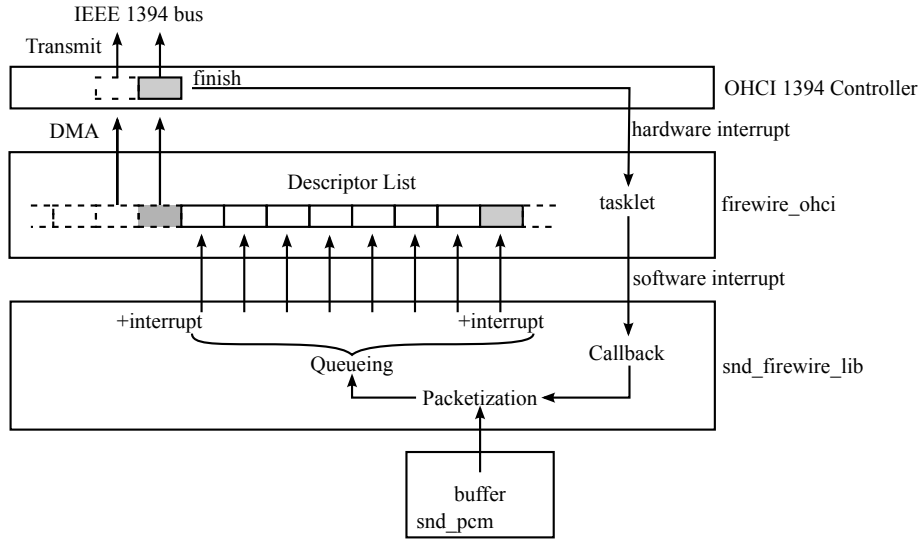 IEEE 1394 bus
Transmit
finish
OHCI 1394 Controller
DMA
hardware interrupt
Descriptor List
tasklet
firewire_ohci
software interrupt
+interrupt
+interrupt
Queueing
Callback
snd_firewire_lib
Packetization
buffer
snd_pcm